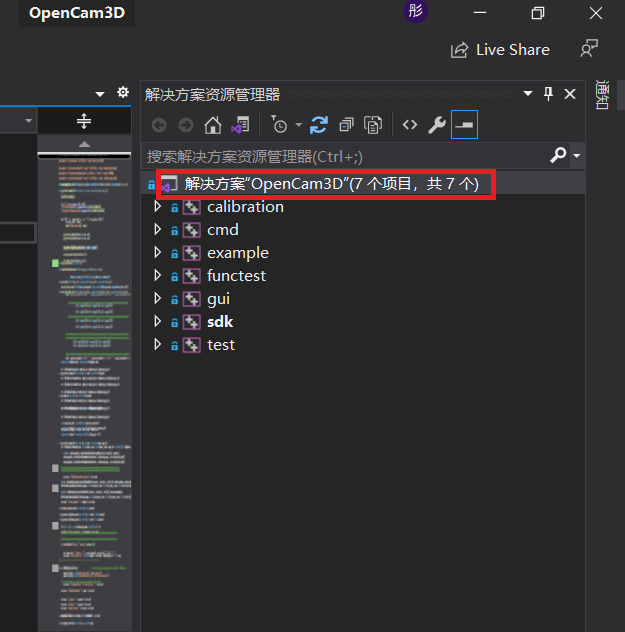 OpenCam3D
彤
Live Share
解决方案资源管理器
通知
搜索解决方案资源管理器(Ctrl+;)
解决方案“OpenCam3D”(7 个项目，共 7 个)
calibration
cmd
example
functest
gui
sdk
test